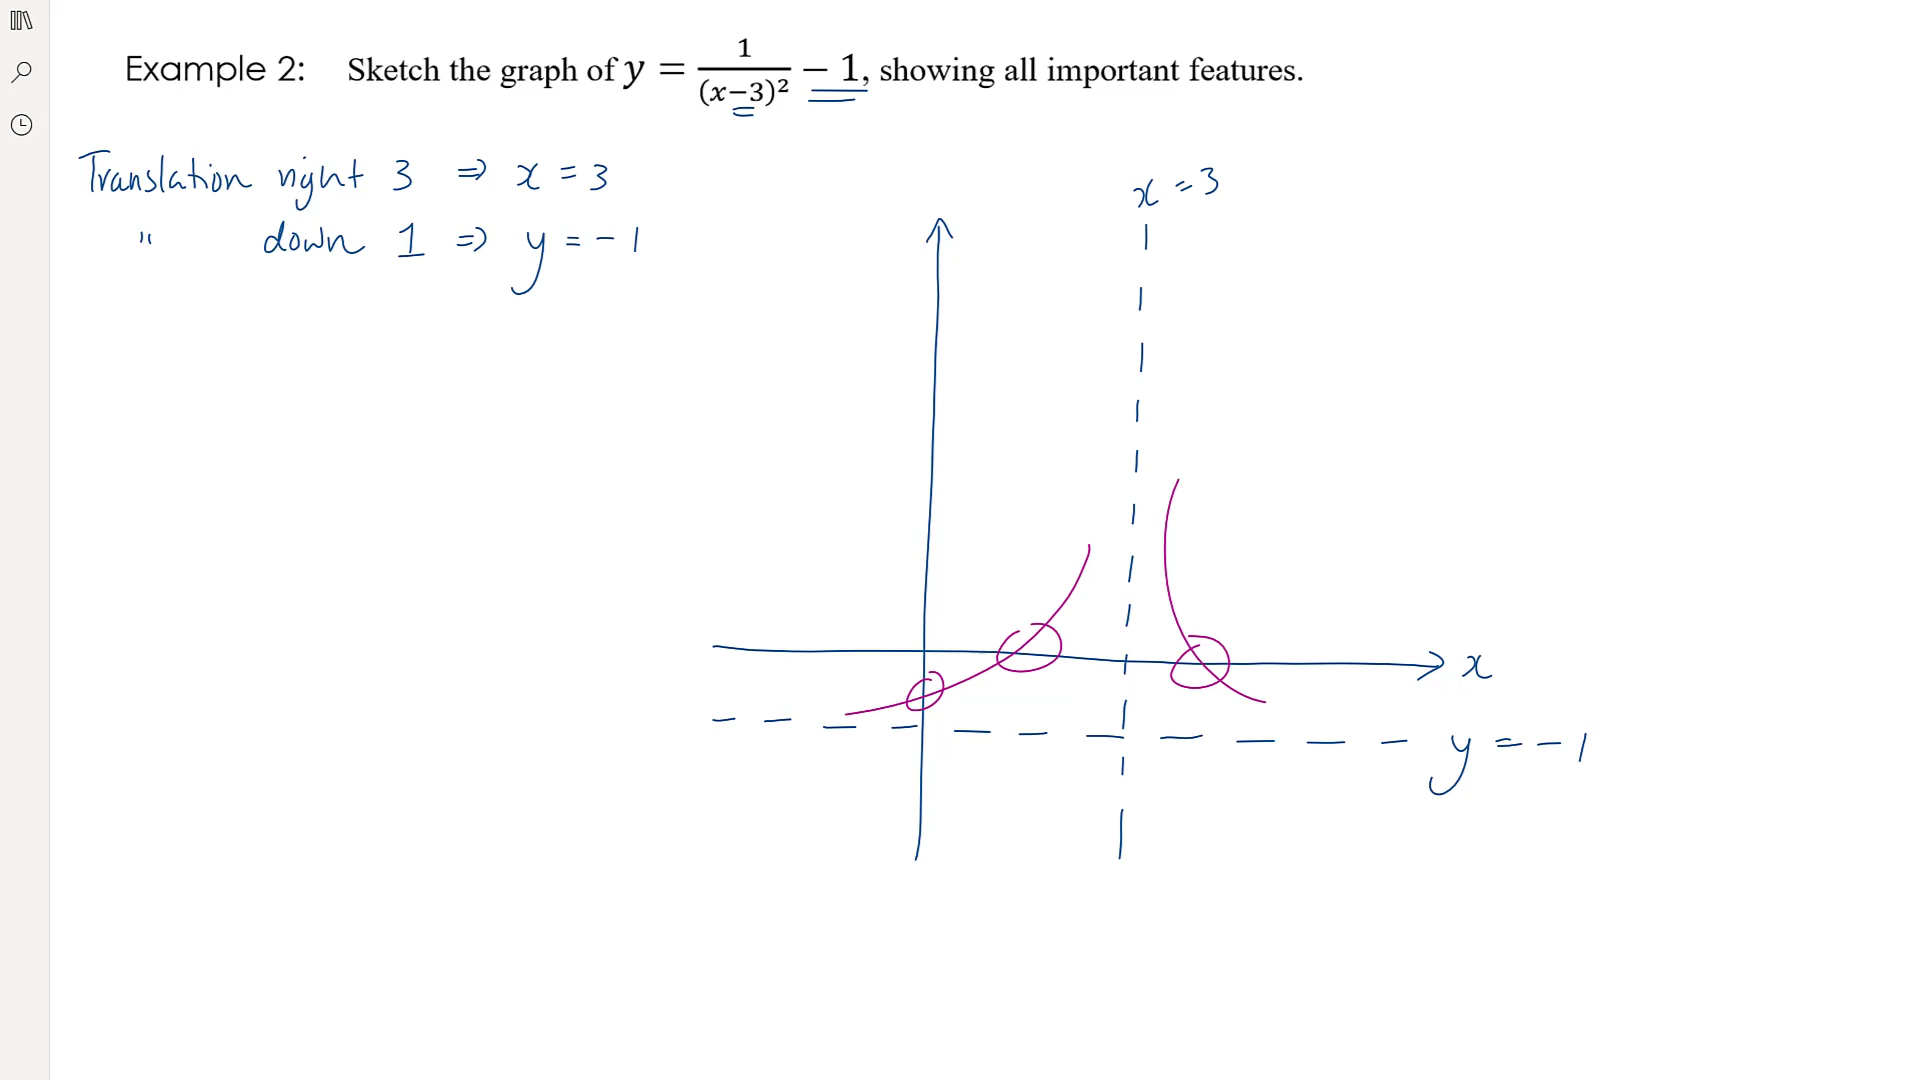 Example 2: Sketch the graph of y = 1/(x−3)² − 1, showing all important features.
Translation right 3 ⇒ x = 3
" down 1 ⇒ y = −1
x = 3
x
y = −1